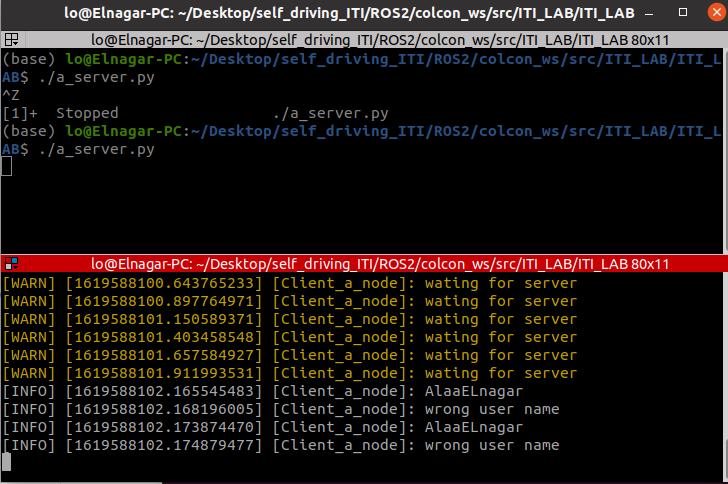 lo@Elnagar-PC:~/Desktop/self_driving_ITI/ROS2/colcon_ws/src/ITI_LAB/ITI_LAB
lo@Elnagar-PC: ~/Desktop/self_driving_ITI/ROS2/colcon_ws/src/ITI_LAB/ITI_LAB 80x11
(base) lo@Elnagar-PC:~/Desktop/self_driving_ITI/ROS2/colcon_ws/src/ITI_LAB/ITI_L
AB$ ./a_server.py
^Z
[1]+  Stopped                 ./a_server.py
(base) lo@Elnagar-PC:~/Desktop/self_driving_ITI/ROS2/colcon_ws/src/ITI_LAB/ITI_L
AB$ ./a_server.py
lo@Elnagar-PC: ~/Desktop/self_driving_ITI/ROS2/colcon_ws/src/ITI_LAB/ITI_LAB 80x11
[WARN] [1619588100.643765233] [Client_a_node]: wating for server
[WARN] [1619588100.897764971] [Client_a_node]: wating for server
[WARN] [1619588101.150589371] [Client_a_node]: wating for server
[WARN] [1619588101.403458548] [Client_a_node]: wating for server
[WARN] [1619588101.657584927] [Client_a_node]: wating for server
[WARN] [1619588101.911993531] [Client_a_node]: wating for server
[INFO] [1619588102.165545483] [Client_a_node]: AlaaELnagar
[INFO] [1619588102.168196005] [Client_a_node]: wrong user name
[INFO] [1619588102.173874470] [Client_a_node]: AlaaELnagar
[INFO] [1619588102.174879477] [Client_a_node]: wrong user name